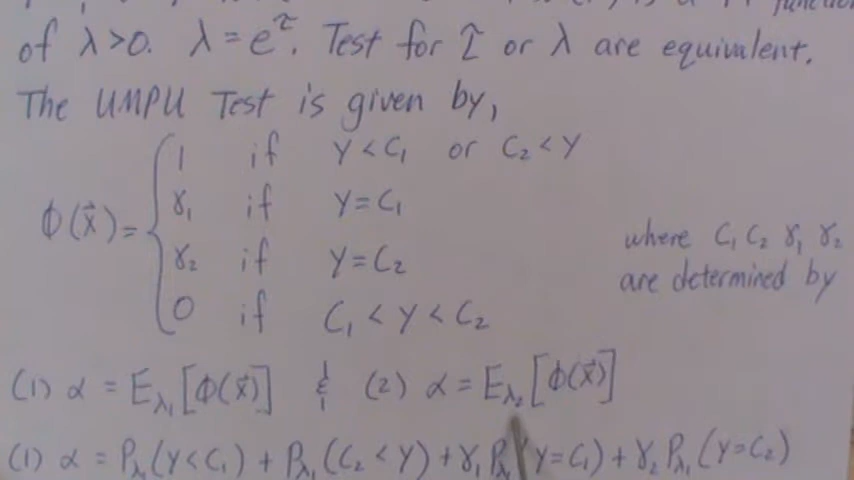 function
of λ>0. λ = e^τ. Test for τ or λ are equivalent.
The UMPU Test is given by,
ϕ(x⃗) = { 1 if Y < C₁ or C₂ < Y
γ₁ if Y = C₁
γ₂ if Y = C₂
0 if C₁ < Y < C₂
where C₁ C₂ γ₁ γ₂
are determined by
(1) α = E_λ₁[ϕ(x⃗)] & (2) α = E_λ₂[ϕ(x⃗)]
(1) α = P_λ₁(Y<C₁) + P_λ₁(C₂<Y) + γ₁ P_λ₁(Y=C₁) + γ₂ P_λ₁(Y=C₂)